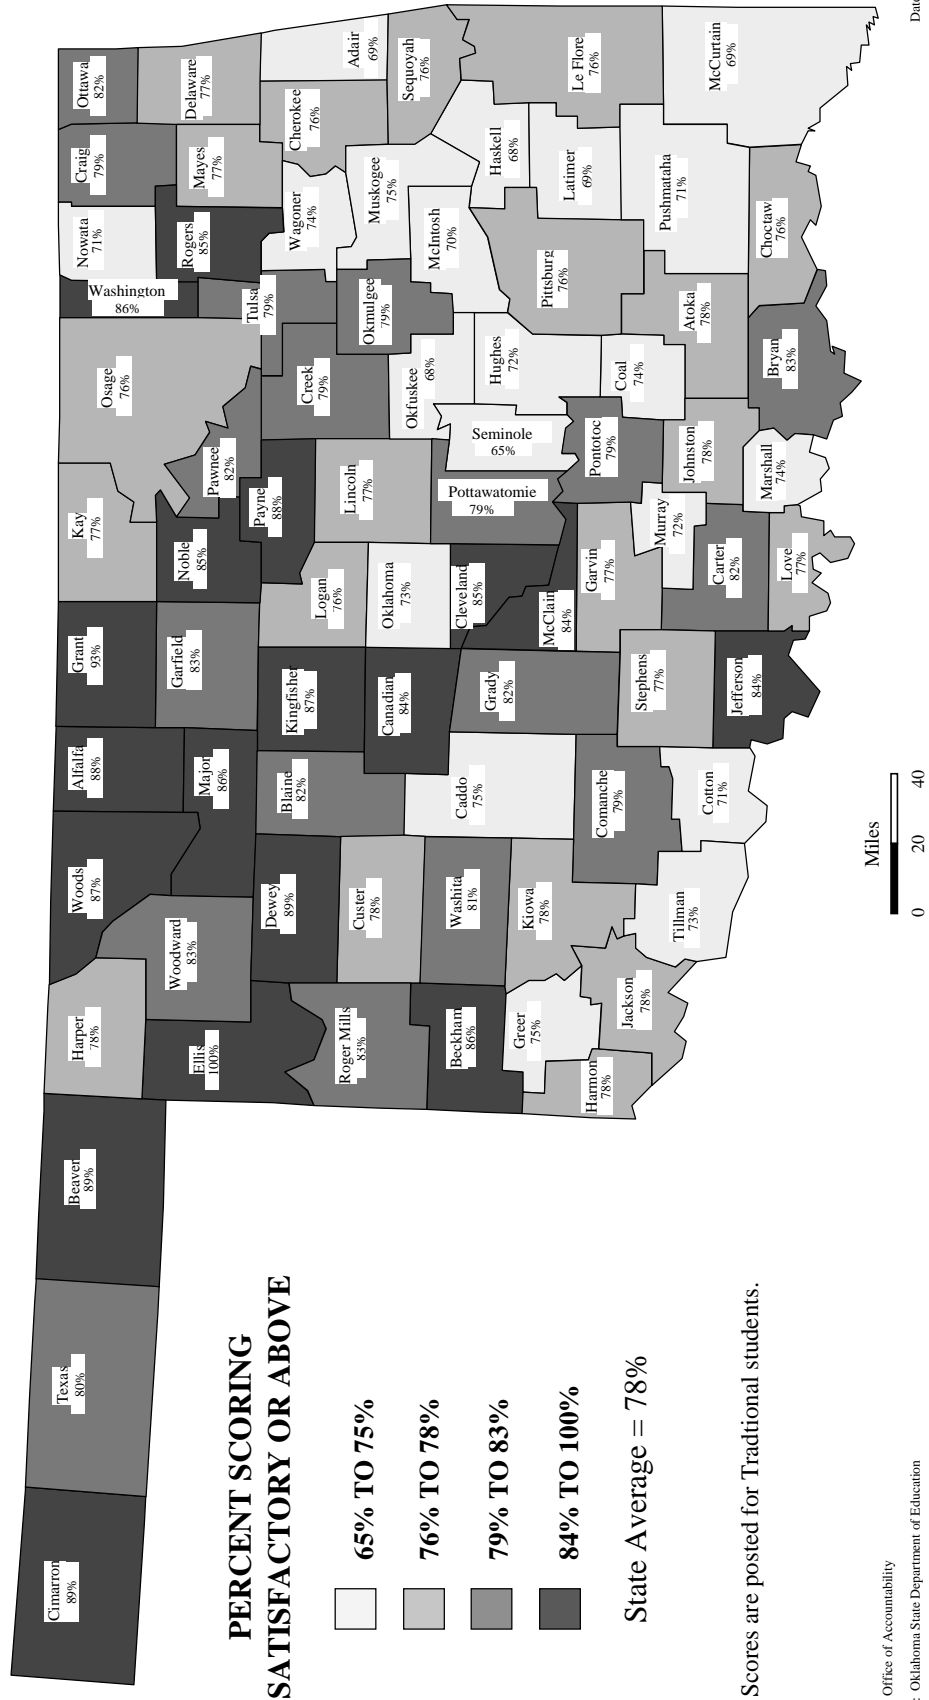 Cimarron
89%
Texas
80%
Beaver
89%
Harper
78%
Woods
87%
Alfalfa
88%
Grant
93%
Kay
77%
Osage
76%
Washington
86%
Nowata
71%
Craig
79%
Ottawa
82%
Ellis
100%
Woodward
83%
Major
86%
Garfield
83%
Noble
85%
Pawnee
82%
Tulsa
79%
Rogers
85%
Mayes
77%
Delaware
77%
Roger Mills
83%
Dewey
89%
Blaine
82%
Kingfisher
87%
Logan
76%
Payne
88%
Lincoln
77%
Creek
79%
Okmulgee
79%
Wagoner
74%
Cherokee
76%
Adair
69%
Beckham
86%
Custer
78%
Washita
81%
Caddo
75%
Canadian
84%
Oklahoma
73%
Cleveland
85%
Pottawatomie
79%
Seminole
65%
Okfuskee
68%
Hughes
72%
McIntosh
70%
Muskogee
75%
Haskell
68%
Sequoyah
76%
Greer
75%
Kiowa
78%
Comanche
79%
Grady
82%
McClain
84%
Garvin
77%
Pontotoc
79%
Coal
74%
Pittsburg
76%
Latimer
69%
Le Flore
76%
Harmon
78%
Jackson
78%
Tillman
73%
Cotton
71%
Stephens
77%
Jefferson
84%
Carter
82%
Murray
72%
Love
77%
Johnston
78%
Marshall
74%
Bryan
83%
Atoka
78%
Choctaw
76%
Pushmataha
71%
McCurtain
69%
PERCENT SCORING
SATISFACTORY OR ABOVE
65% TO 75%
76% TO 78%
79% TO 83%
84% TO 100%
State Average = 78%
Scores are posted for Tradtional students.
Miles
0 20 40
Office of Accountability
: Oklahoma State Department of Education
Date